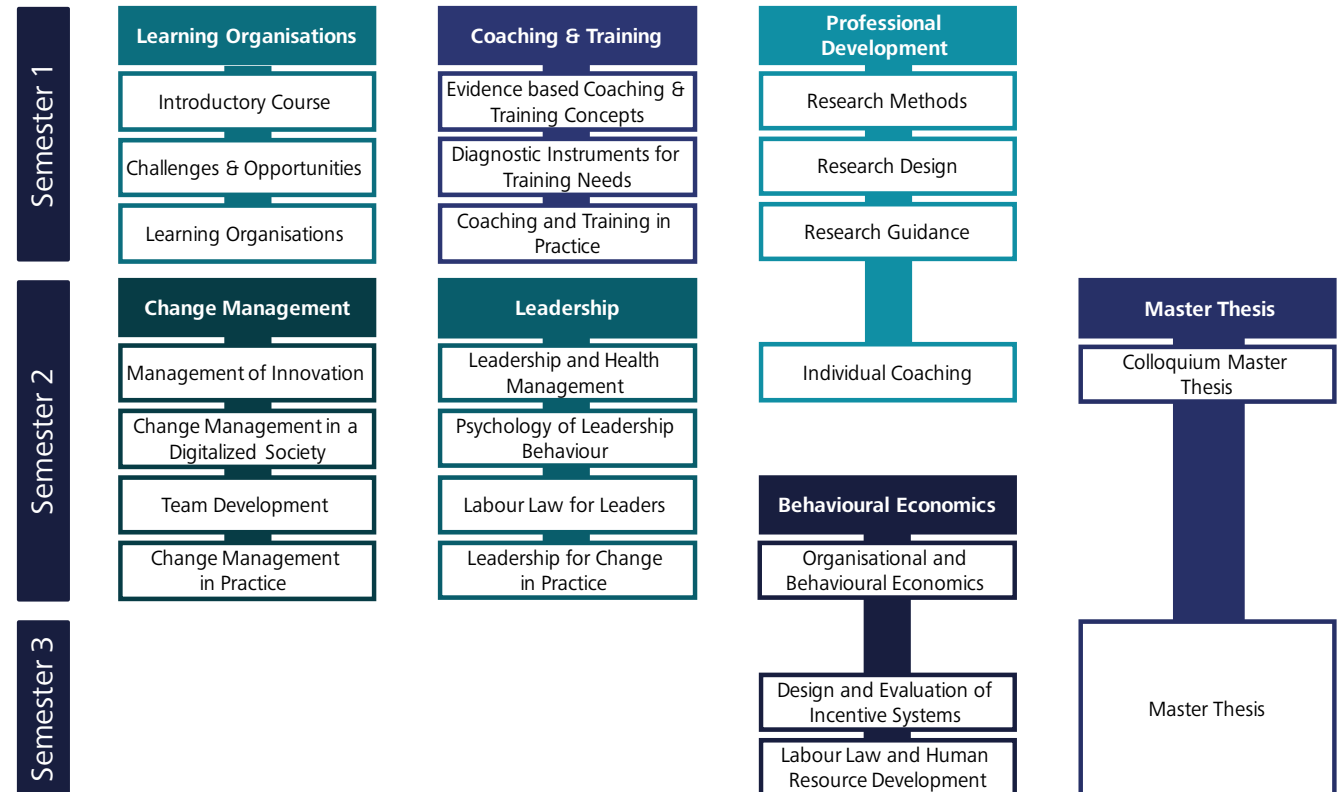 Semester 1
Learning Organisations
Introductory Course
Challenges & Opportunities
Learning Organisations
Coaching & Training
Evidence based Coaching &
Training Concepts
Diagnostic Instruments for
Training Needs
Coaching and Training in
Practice
Professional
Development
Research Methods
Research Design
Research Guidance
Semester 2
Change Management
Management of Innovation
Change Management in a
Digitalized Society
Team Development
Change Management
in Practice
Leadership
Leadership and Health
Management
Psychology of Leadership
Behaviour
Labour Law for Leaders
Leadership for Change
in Practice
Individual Coaching
Behavioural Economics
Organisational and
Behavioural Economics
Master Thesis
Colloquium Master
Thesis
Semester 3
Design and Evaluation of
Incentive Systems
Labour Law and Human
Resource Development
Master Thesis